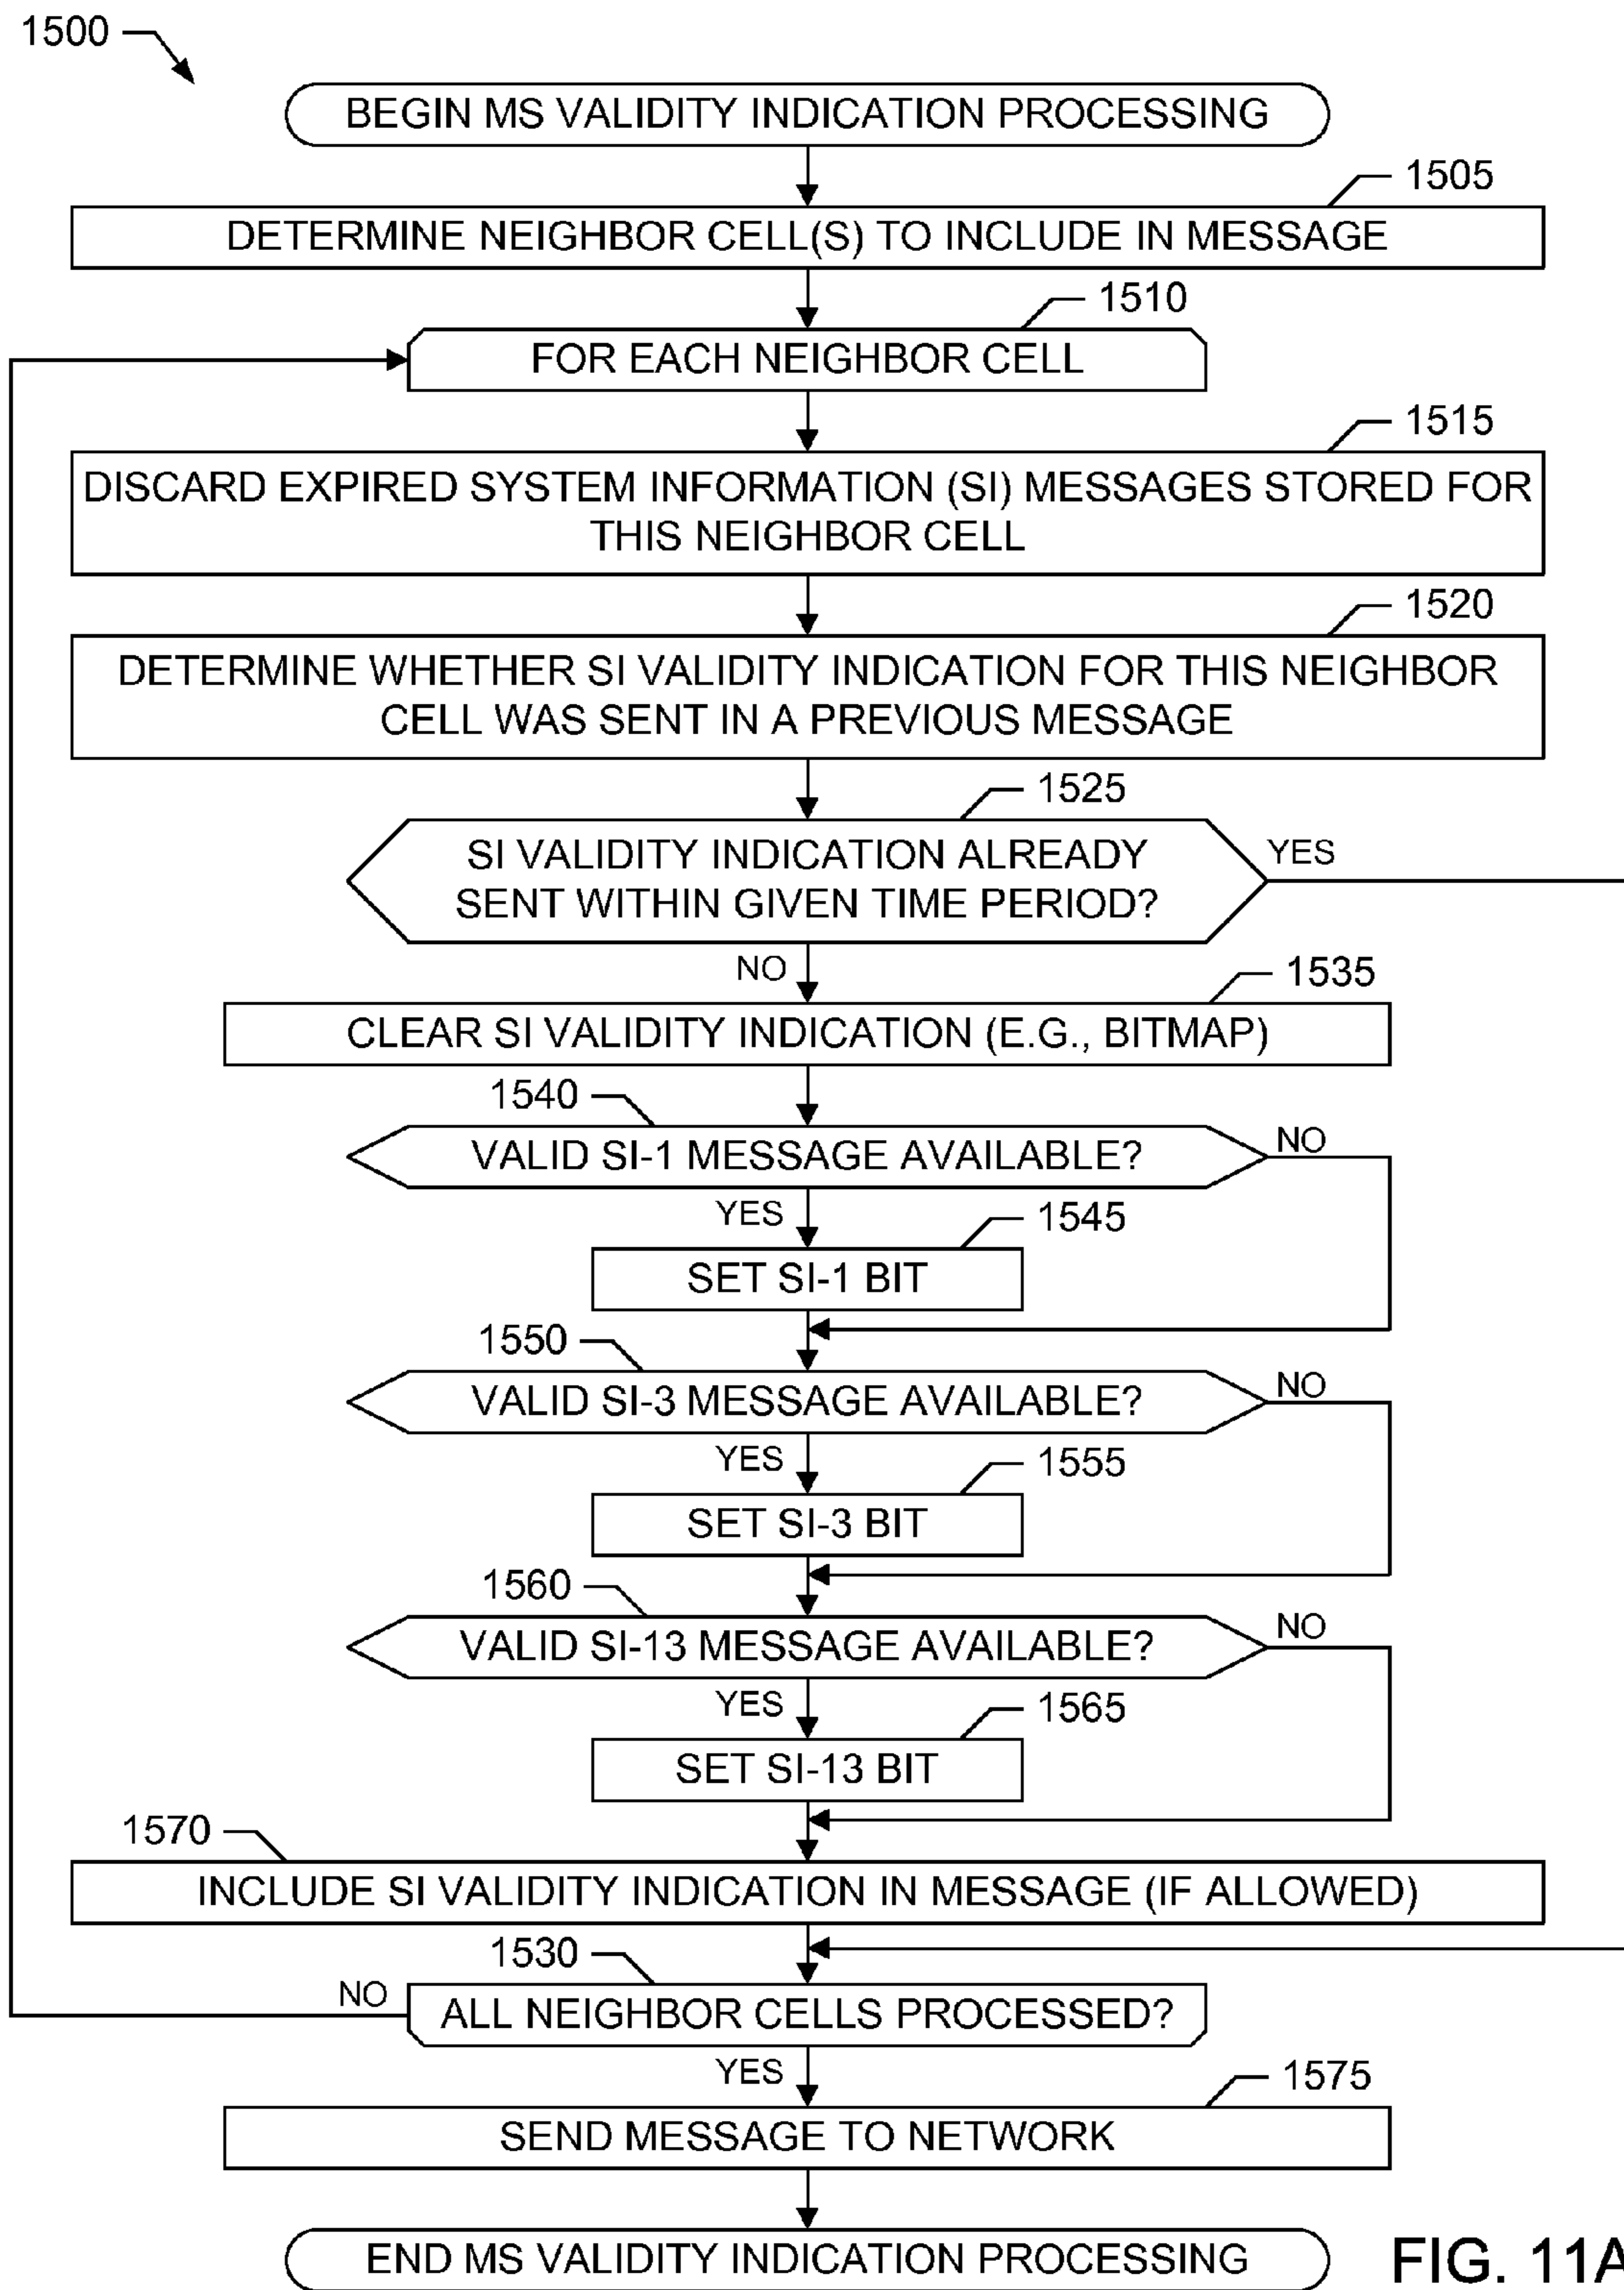 1500
BEGIN MS VALIDITY INDICATION PROCESSING
1505
DETERMINE NEIGHBOR CELL(S) TO INCLUDE IN MESSAGE
1510
FOR EACH NEIGHBOR CELL
1515
DISCARD EXPIRED SYSTEM INFORMATION (SI) MESSAGES STORED FOR
THIS NEIGHBOR CELL
1520
DETERMINE WHETHER SI VALIDITY INDICATION FOR THIS NEIGHBOR
CELL WAS SENT IN A PREVIOUS MESSAGE
1525
SI VALIDITY INDICATION ALREADY
SENT WITHIN GIVEN TIME PERIOD?
YES
NO
1535
CLEAR SI VALIDITY INDICATION (E.G., BITMAP)
1540
VALID SI-1 MESSAGE AVAILABLE?
NO
YES
1545
SET SI-1 BIT
1550
VALID SI-3 MESSAGE AVAILABLE?
NO
YES
1555
SET SI-3 BIT
1560
VALID SI-13 MESSAGE AVAILABLE?
NO
YES
1565
SET SI-13 BIT
1570
INCLUDE SI VALIDITY INDICATION IN MESSAGE (IF ALLOWED)
1530
NO
ALL NEIGHBOR CELLS PROCESSED?
YES
1575
SEND MESSAGE TO NETWORK
END MS VALIDITY INDICATION PROCESSING
FIG. 11A